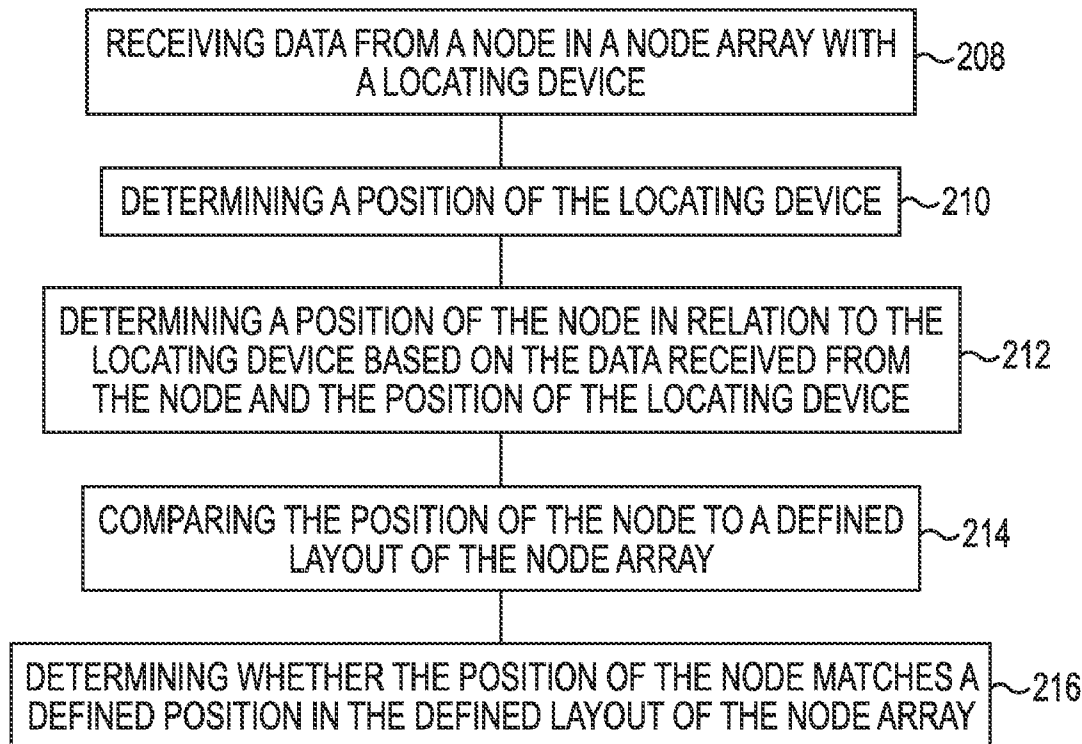 RECEIVING DATA FROM A NODE IN A NODE ARRAY WITH
A LOCATING DEVICE
208
DETERMINING A POSITION OF THE LOCATING DEVICE
210
DETERMINING A POSITION OF THE NODE IN RELATION TO THE
LOCATING DEVICE BASED ON THE DATA RECEIVED FROM
THE NODE AND THE POSITION OF THE LOCATING DEVICE
212
COMPARING THE POSITION OF THE NODE TO A DEFINED
LAYOUT OF THE NODE ARRAY
214
DETERMINING WHETHER THE POSITION OF THE NODE MATCHES A
DEFINED POSITION IN THE DEFINED LAYOUT OF THE NODE ARRAY
216